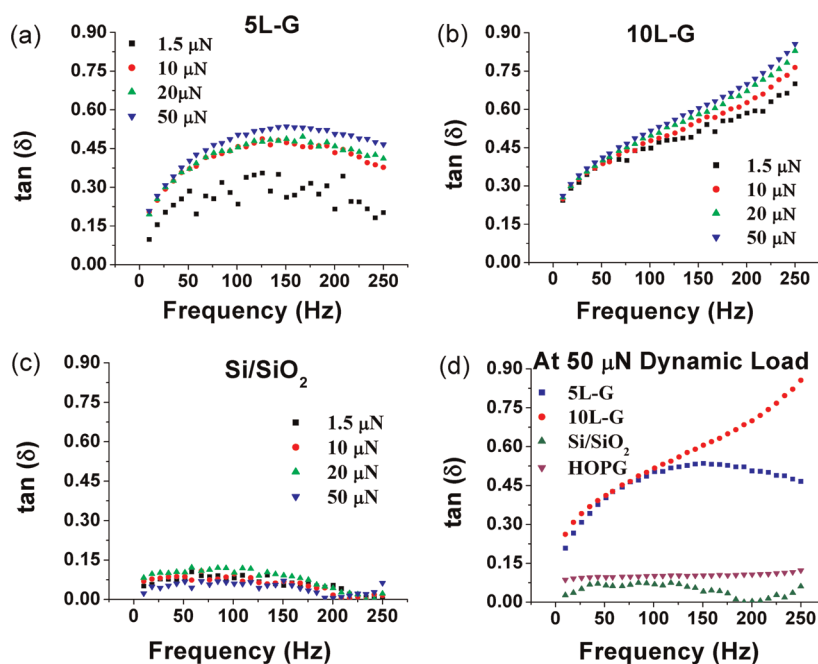 (a)
5L-G
0.90
0.75
0.60
0.45
0.30
0.15
0.00
tan (δ)
1.5 μN
10 μN
20μN
50 μN
0 50 100 150 200 250
Frequency (Hz)
(b)
10L-G
0.90
0.75
0.60
0.45
0.30
0.15
0.00
tan (δ)
1.5 μN
10 μN
20 μN
50 μN
0 50 100 150 200 250
Frequency (Hz)
(c)
Si/SiO₂
0.90
0.75
0.60
0.45
0.30
0.15
0.00
tan (δ)
1.5 μN
10 μN
20 μN
50 μN
0 50 100 150 200 250
Frequency (Hz)
(d)
At 50 μN Dynamic Load
0.90
0.75
0.60
0.45
0.30
0.15
0.00
tan (δ)
5L-G
10L-G
Si/SiO₂
HOPG
0 50 100 150 200 250
Frequency (Hz)